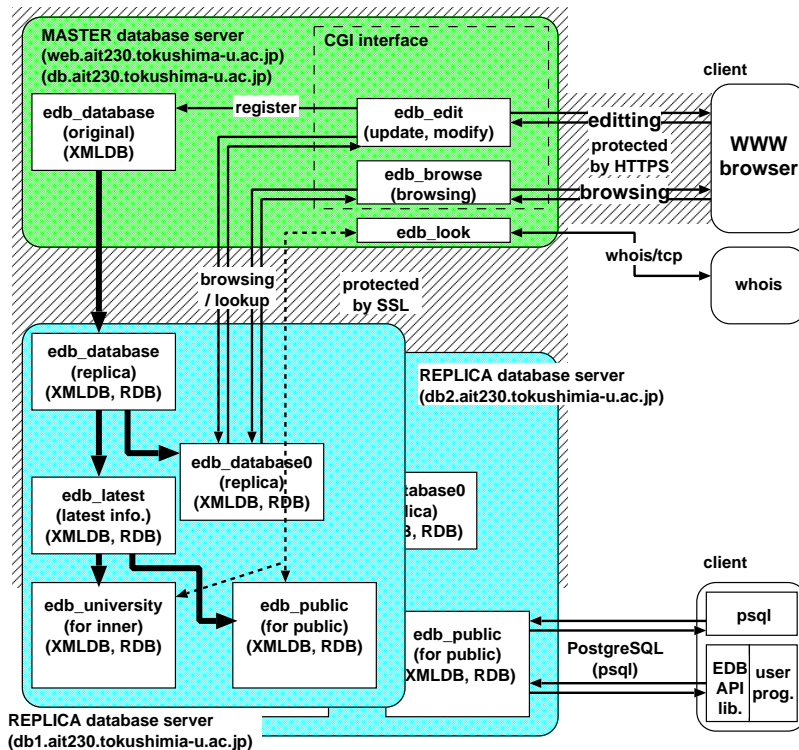 MASTER database server
(web.ait230.tokushima-u.ac.jp)
(db.ait230.tokushima-u.ac.jp)
CGI interface
client
edb_database
(original)
(XMLDB)
register
edb_edit
(update, modify)
editting
protected
by HTTPS
WWW
browser
edb_browse
(browsing)
browsing
edb_look
whois/tcp
whois
browsing
/ lookup
protected
by SSL
edb_database
(replica)
(XMLDB, RDB)
REPLICA database server
(db2.ait230.tokushimia-u.ac.jp)
edb_database0
(replica)
(XMLDB, RDB)
tabase0
lica)
B, RDB)
edb_latest
(latest info.)
(XMLDB, RDB)
client
edb_university
(for inner)
(XMLDB, RDB)
edb_public
(for public)
(XMLDB, RDB)
edb_public
(for public)
(XMLDB, RDB)
PostgreSQL
(psql)
psql
EDB
API
lib.
user
prog.
REPLICA database server
(db1.ait230.tokushima-u.ac.jp)